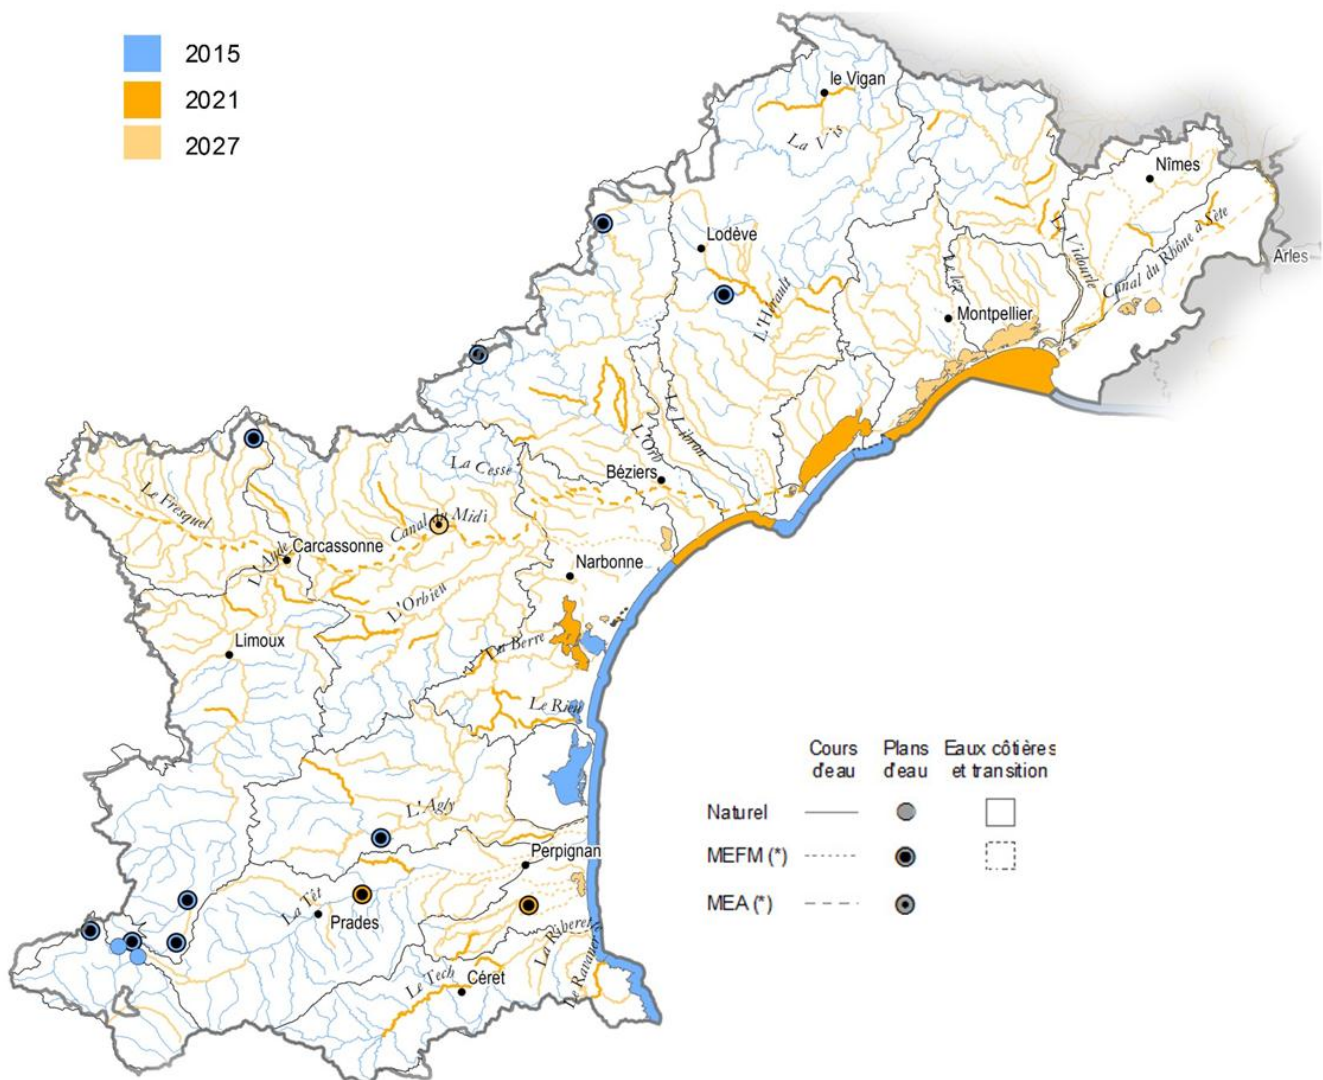 2015
2021
2027
le Vigan
La Vis
Nîmes
Lodève
Le Vidourle
Canal du Rhône à Sète
Arles
L'Hérault
Le lez
Montpellier
Le Libron
L'Orb
La Cesse
Béziers
Le Fresquel
Canal du Midi
L'Aude
Carcassonne
Narbonne
L'Orbieu
Limoux
La Berre
Le Rieu
Cours
d'eau
Plans
d'eau
Eaux côtières
et transition
Naturel
MEFM (*)
MEA (*)
L'Agly
Perpignan
La Têt
Prades
La Riberette
Le Ravaner
Le Tech
Céret